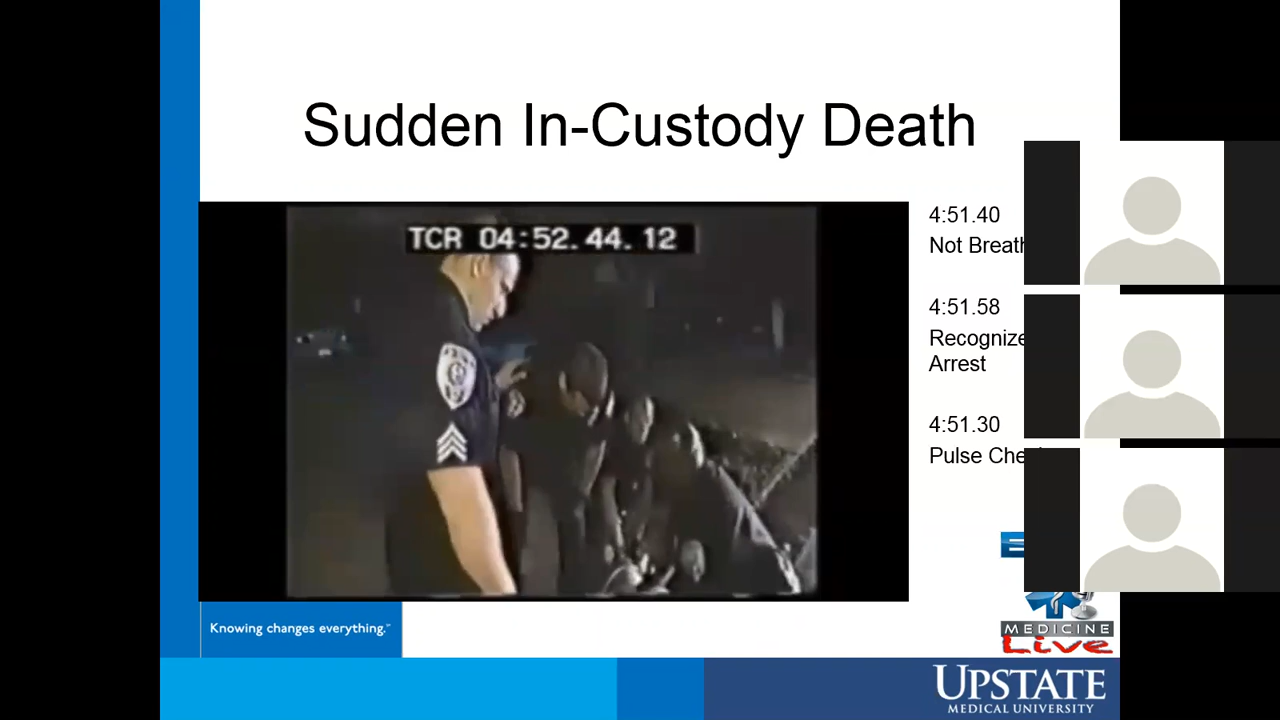 Sudden In-Custody Death
TCR 04:52.44.12
4:51.40
Not Breath
4:51.58
Recognize
Arrest
4:51.30
Pulse Che
E
Knowing changes everything.™
MEDICINE
Live
UPSTATE
MEDICAL UNIVERSITY